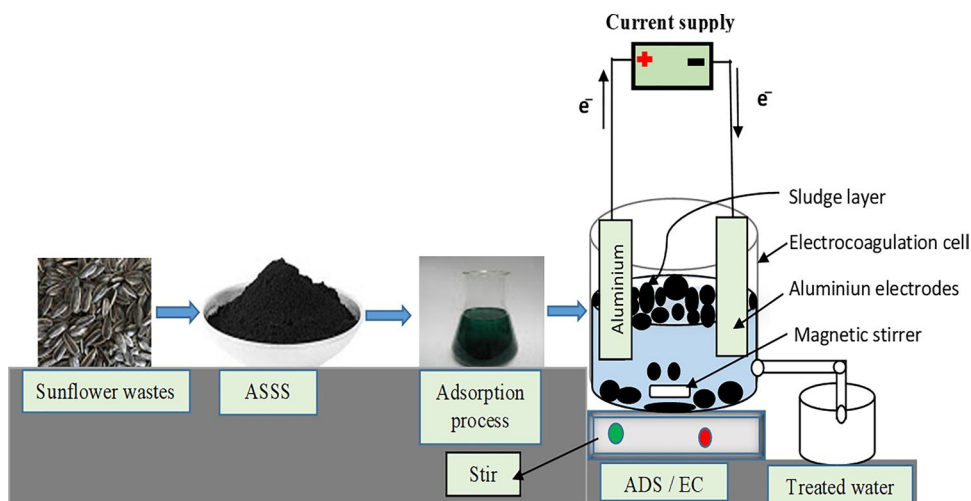 Current supply
+
-
e⁻
e⁻
Sludge layer
Electrocoagulation cell
Aluminiun electrodes
Magnetic stirrer
Aluminium
Sunflower wastes
ASSS
Adsorption
process
Stir
ADS / EC
Treated water